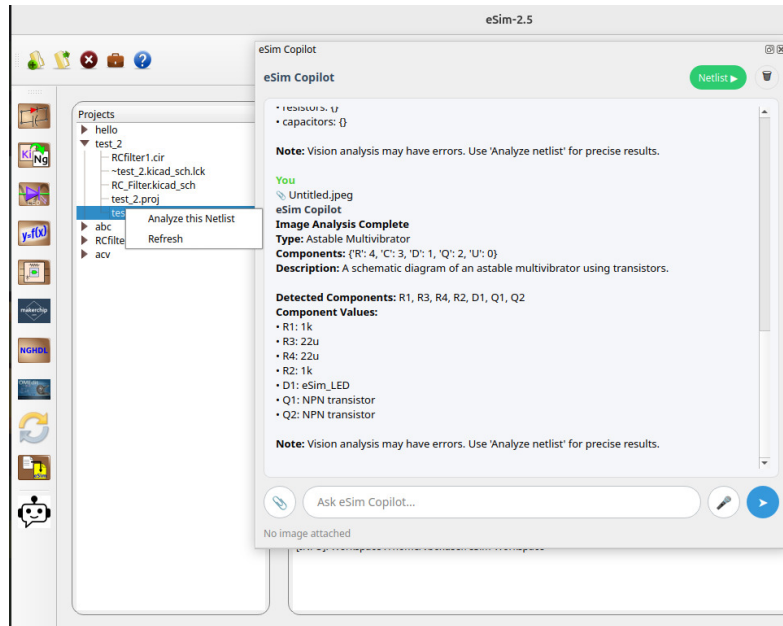 eSim-2.5
eSim Copilot
eSim Copilot
Netlist ▶
Projects
hello
test_2
RCfilter1.cir
~test_2.kicad_sch.lck
RC_Filter.kicad_sch
test_2.proj
tes
Analyze this Netlist
Refresh
abc
RCfilte
acv
Ki
Ng
y=f(x)
makerchip
NGHDL
• resistors: {}
• capacitors: {}
Note: Vision analysis may have errors. Use 'Analyze netlist' for precise results.
You
Untitled.jpeg
eSim Copilot
Image Analysis Complete
Type: Astable Multivibrator
Components: {'R': 4, 'C': 3, 'D': 1, 'Q': 2, 'U': 0}
Description: A schematic diagram of an astable multivibrator using transistors.
Detected Components: R1, R3, R4, R2, D1, Q1, Q2
Component Values:
• R1: 1k
• R3: 22u
• R4: 22u
• R2: 1k
• D1: eSim_LED
• Q1: NPN transistor
• Q2: NPN transistor
Note: Vision analysis may have errors. Use 'Analyze netlist' for precise results.
Ask eSim Copilot...
No image attached